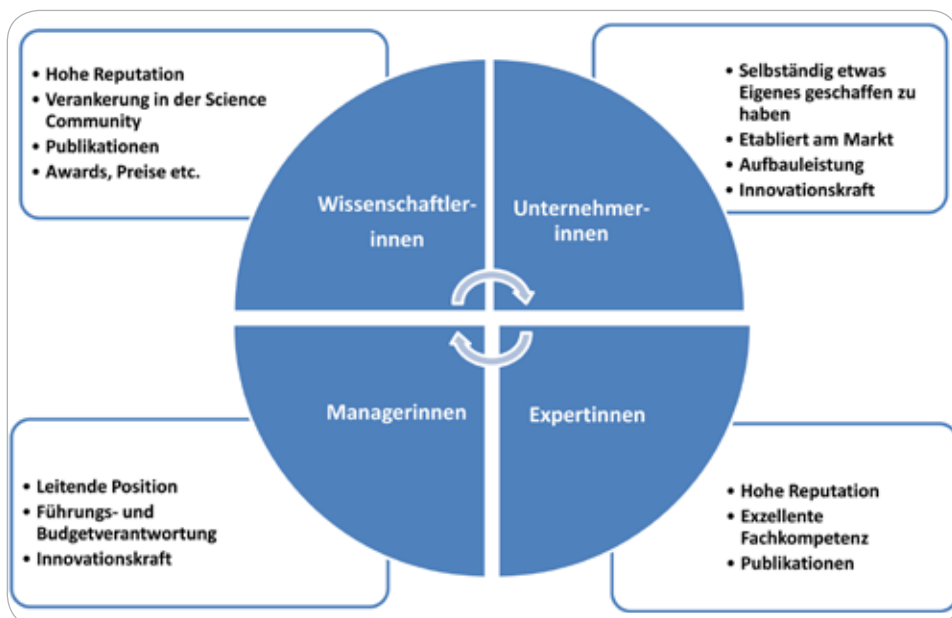 • Hohe Reputation
• Verankerung in der Science
Community
• Publikationen
• Awards, Preise etc.
• Selbständig etwas
Eigenes geschaffen zu
haben
• Etabliert am Markt
• Aufbauleistung
• Innovationskraft
Wissenschaftler-
innen
Unternehmer-
innen
Managerinnen
Expertinnen
• Leitende Position
• Führungs- und
Budgetverantwortung
• Innovationskraft
• Hohe Reputation
• Exzellente
Fachkompetenz
• Publikationen